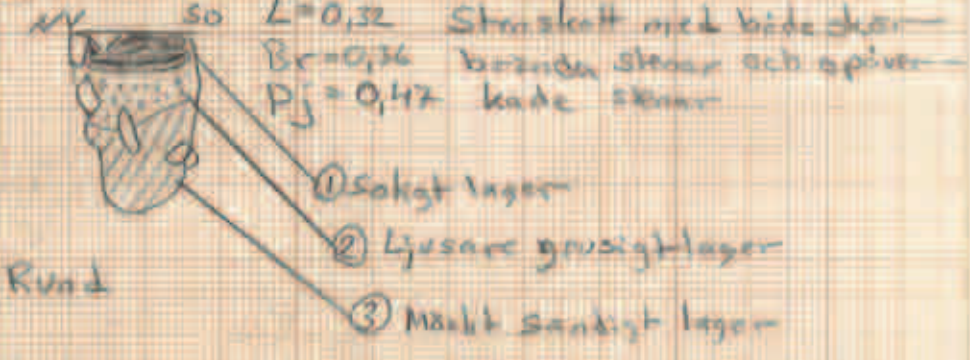 NV SO L=0,32 Stenskott med både skör-
Br=0,36 brända stenar och opåver-
Dj=0,47 kade stenar
① Sotigt lager
② Ljusare grusigt lager
Rund
③ Mörkt sandigt lager